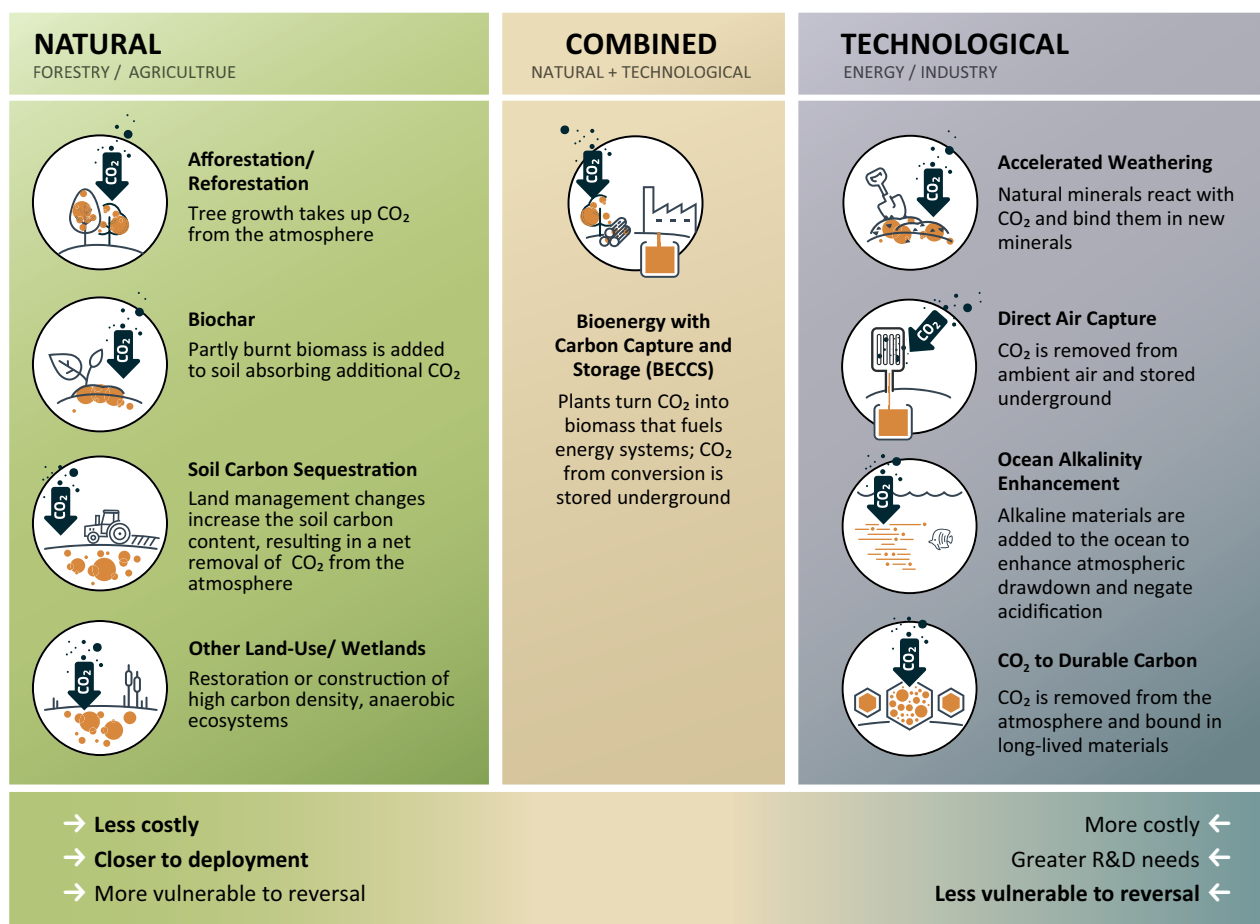 NATURAL
FORESTRY / AGRICULTRUE
CO₂
Afforestation/
Reforestation
Tree growth takes up CO₂
from the atmosphere
CO₂
Biochar
Partly burnt biomass is added
to soil absorbing additional CO₂
CO₂
Soil Carbon Sequestration
Land management changes
increase the soil carbon
content, resulting in a net
removal of CO₂ from the
atmosphere
CO₂
Other Land-Use/ Wetlands
Restoration or construction of
high carbon density, anaerobic
ecosystems
COMBINED
NATURAL + TECHNOLOGICAL
CO₂
Bioenergy with
Carbon Capture and
Storage (BECCS)
Plants turn CO₂ into
biomass that fuels
energy systems; CO₂
from conversion is
stored underground
TECHNOLOGICAL
ENERGY / INDUSTRY
CO₂
Accelerated Weathering
Natural minerals react with
CO₂ and bind them in new
minerals
CO₂
Direct Air Capture
CO₂ is removed from
ambient air and stored
underground
CO₂
Ocean Alkalinity
Enhancement
Alkaline materials are
added to the ocean to
enhance atmospheric
drawdown and negate
acidification
CO₂
CO₂ to Durable Carbon
CO₂ is removed from the
atmosphere and bound in
long-lived materials
→ Less costly
→ Closer to deployment
→ More vulnerable to reversal
More costly ←
Greater R&D needs ←
Less vulnerable to reversal ←